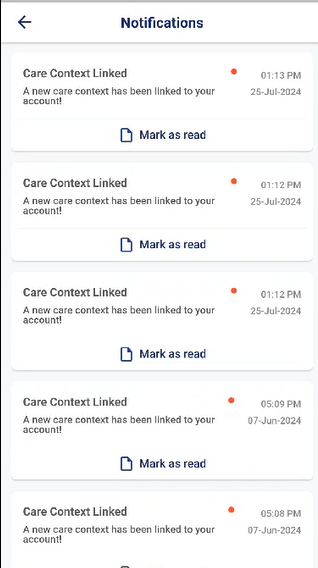 Notifications
Care Context Linked
01:13 PM
A new care context has been linked to your
25-Jul-2024
account!
Mark as read
Care Context Linked
01:12 PM
A new care context has been linked to your
25-Jul-2024
account!
Mark as read
Care Context Linked
01:12 PM
A new care context has been linked to your
25-Jul-2024
account!
Mark as read
Care Context Linked
05:09 PM
A new care context has been linked to your
07-Jun-2024
account!
Mark as read
Care Context Linked
05:08 PM
A new care context has been linked to your
07-Jun-2024
account!